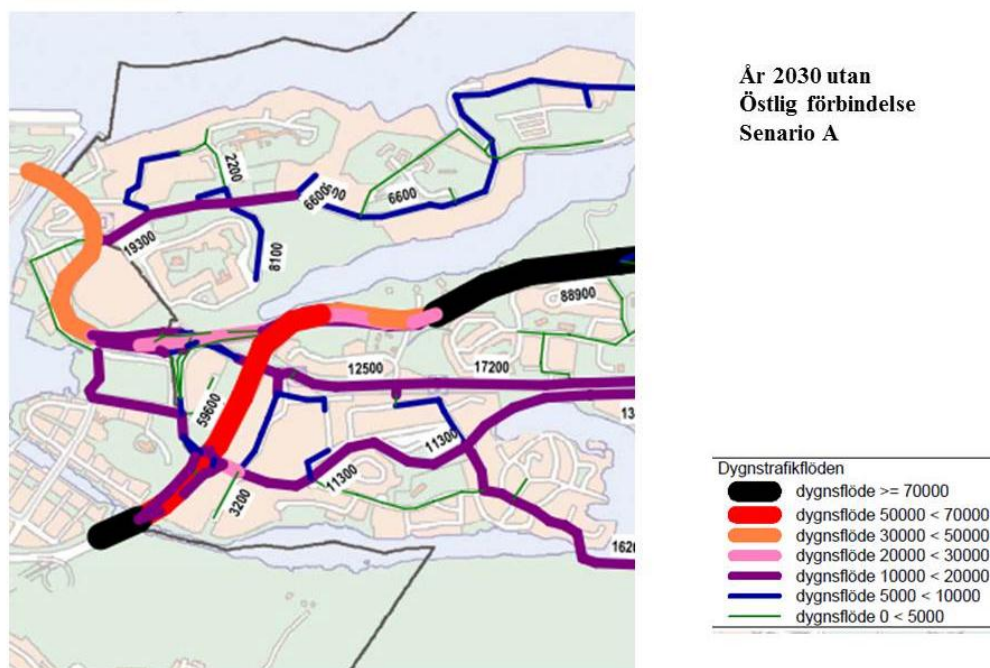 År 2030 utan
Östlig förbindelse
Senario A
2200
6600
6600
19300
8100
88900
12500
17200
59600
11300
11300
3200
Dygnstrafikflöden
dygnsflöde >= 70000
dygnsflöde 50000 < 70000
dygnsflöde 30000 < 50000
dygnsflöde 20000 < 30000
dygnsflöde 10000 < 20000
dygnsflöde 5000 < 10000
dygnsflöde 0 < 5000